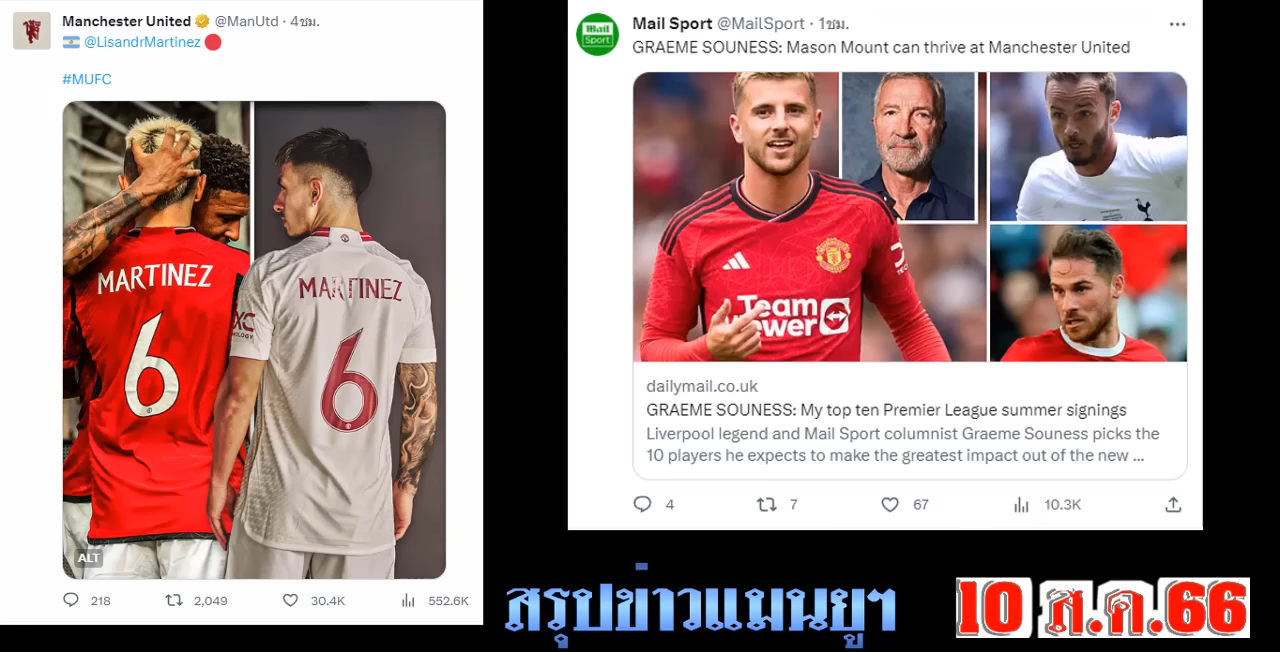 Manchester United @ManUtd · 4ชม.
@LisandrMartinez
#MUFC
MARTINEZ
6
MARTINEZ
6
ALT
218 2,049 30.4K 552.6K
Mail Sport @MailSport · 1ชม.
GRAEME SOUNESS: Mason Mount can thrive at Manchester United
Mail
Sport
Team
dailymail.co.uk
GRAEME SOUNESS: My top ten Premier League summer signings
Liverpool legend and Mail Sport columnist Graeme Souness picks the
10 players he expects to make the greatest impact out of the new ...
4 7 67 10.3K
สรุปข่าวแมนยูฯ
10 ส.ค.66